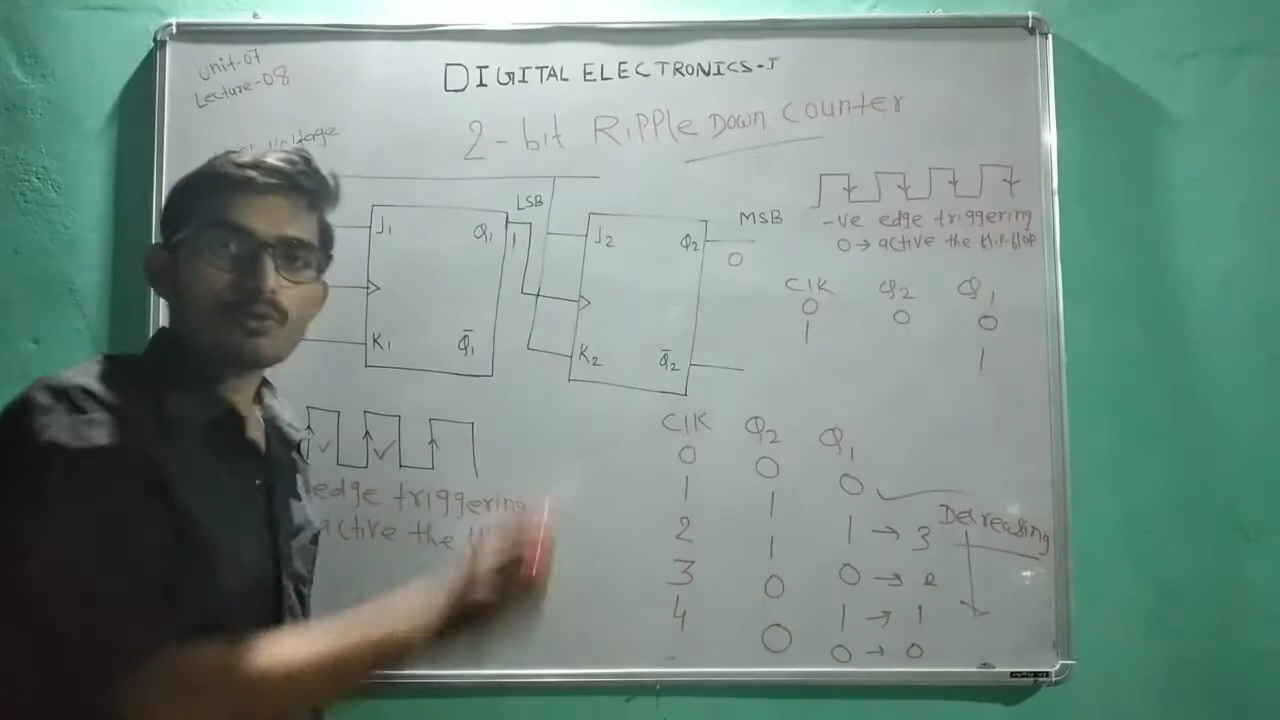 Unit-07
Lecture-08
DIGITAL ELECTRONICS-I
2-bit RiPPle DOWN COUNTER
Voltage
LSB
MSB
J1
Q1
1
K1
Q̄1
J2
Q2
0
K2
Q̄2
-ve edge triggering
0 → active the flip-flop
Clk Q2 Q1
0 0 0
1 1
edge triggering
active the
Clk Q2 Q1
0 0 0
1 1 1 → 3
2 1 0 → 2
3 0 1 → 1
4 0 0 → 0
Decreasing